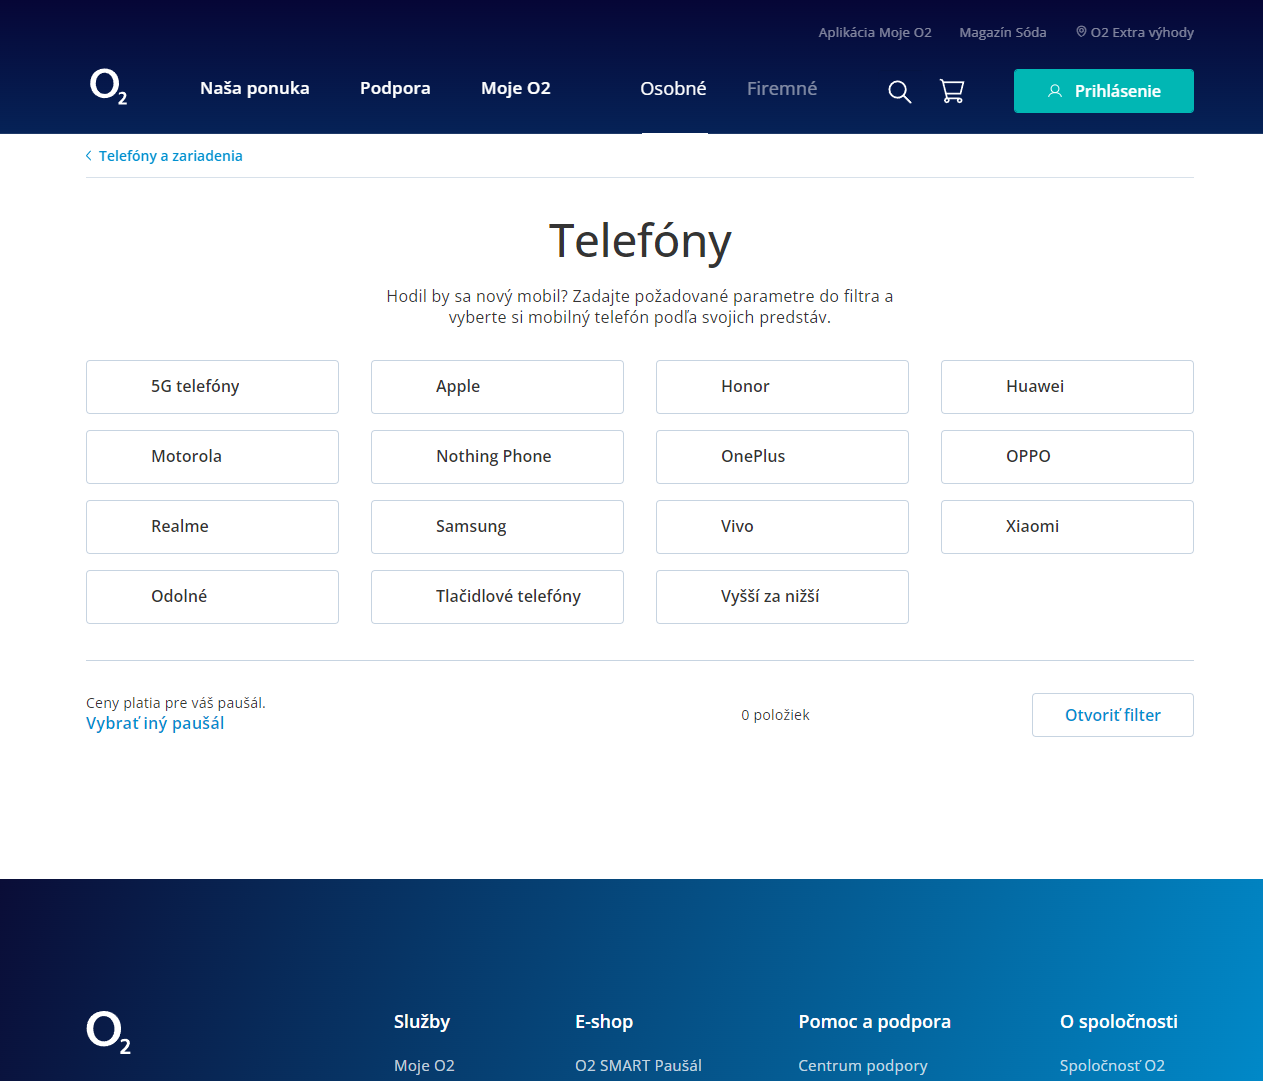 Aplikácia Moje O2 Magazín Sóda O2 Extra výhody
O2 Naša ponuka Podpora Moje O2 Osobné Firemné Prihlásenie
Telefóny a zariadenia
Telefóny
Hodil by sa nový mobil? Zadajte požadované parametre do filtra a
vyberte si mobilný telefón podľa svojich predstáv.
5G telefóny Apple Honor Huawei
Motorola Nothing Phone OnePlus OPPO
Realme Samsung Vivo Xiaomi
Odolné Tlačidlové telefóny Vyšší za nižší
Ceny platia pre váš paušál.
Vybrať iný paušál
0 položiek
Otvoriť filter
O2
Služby E-shop Pomoc a podpora O spoločnosti
Moje O2 O2 SMART Paušál Centrum podpory Spoločnosť O2